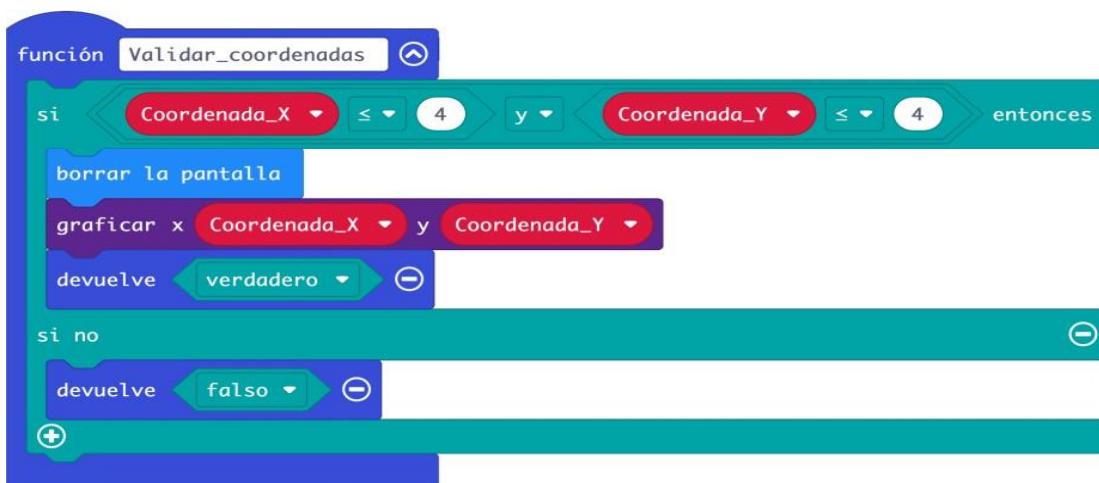 función Validar_coordenadas
si Coordenada_X ≤ 4 y Coordenada_Y ≤ 4 entonces
borrar la pantalla
graficar x Coordenada_X y Coordenada_Y
devuelve verdadero
si no
devuelve falso